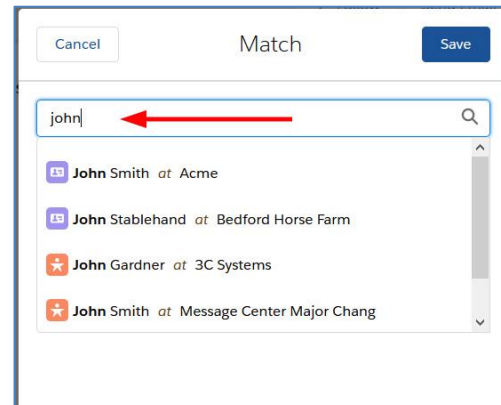 Cancel
Match
Save
john
John Smith at Acme
John Stablehand at Bedford Horse Farm
John Gardner at 3C Systems
John Smith at Message Center Major Chang